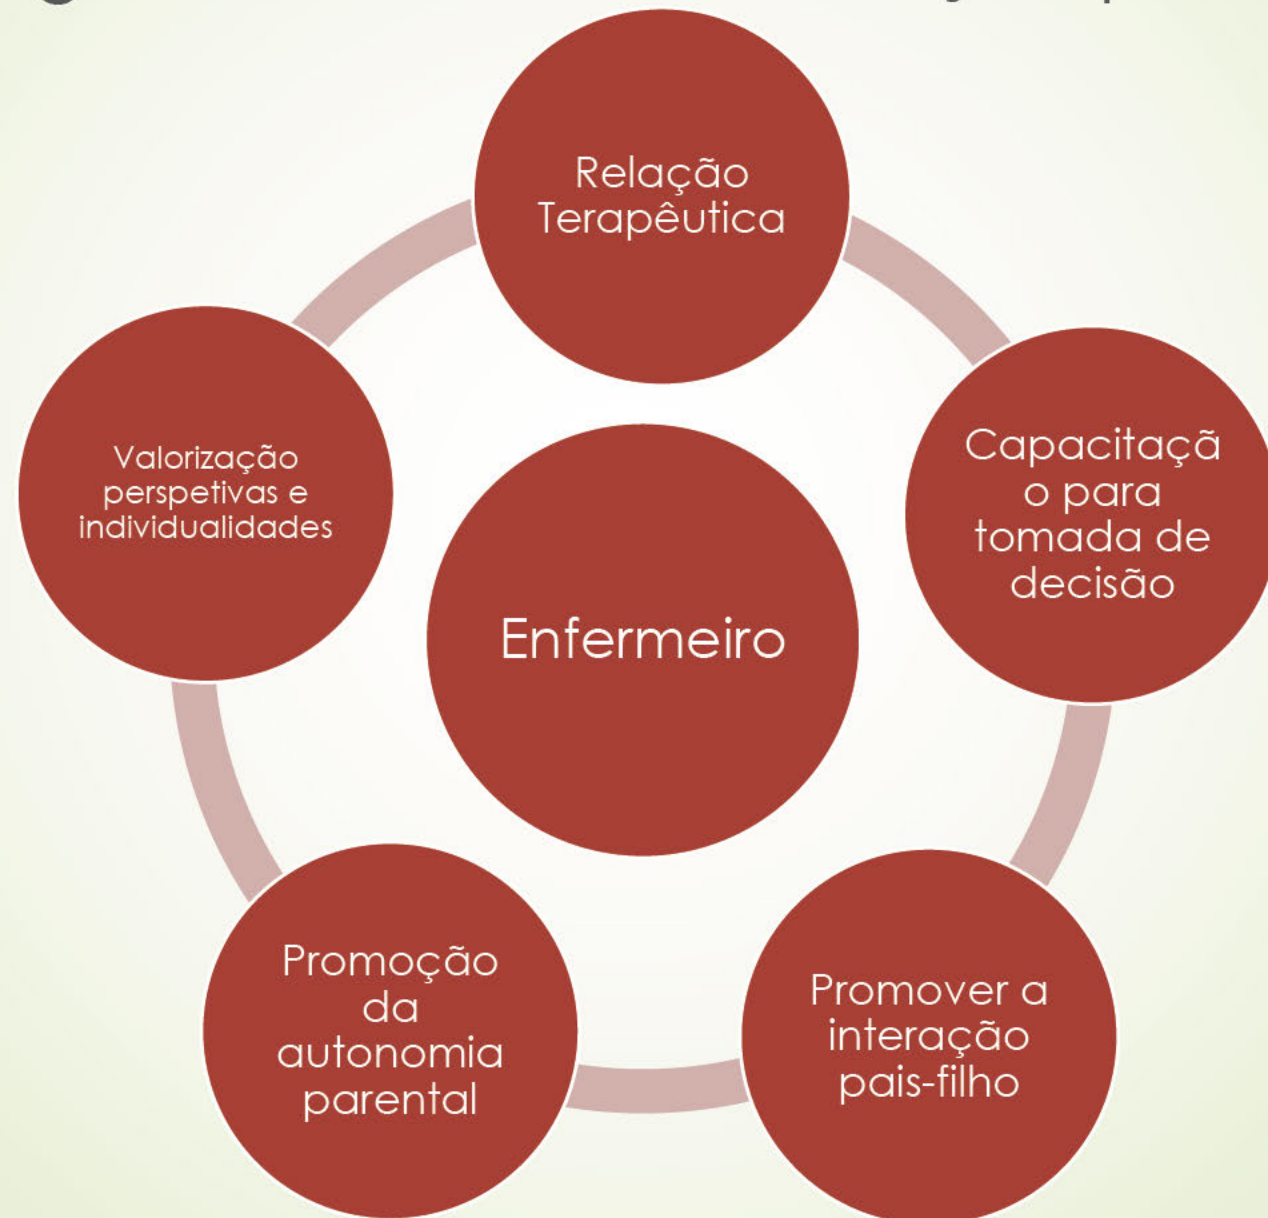 Relação
Terapêutica
Capacitaçã
o para
tomada de
decisão
Promover a
interação
pais-filho
Promoção
da
autonomia
parental
Valorização
perspetivas e
individualidades
Enfermeiro